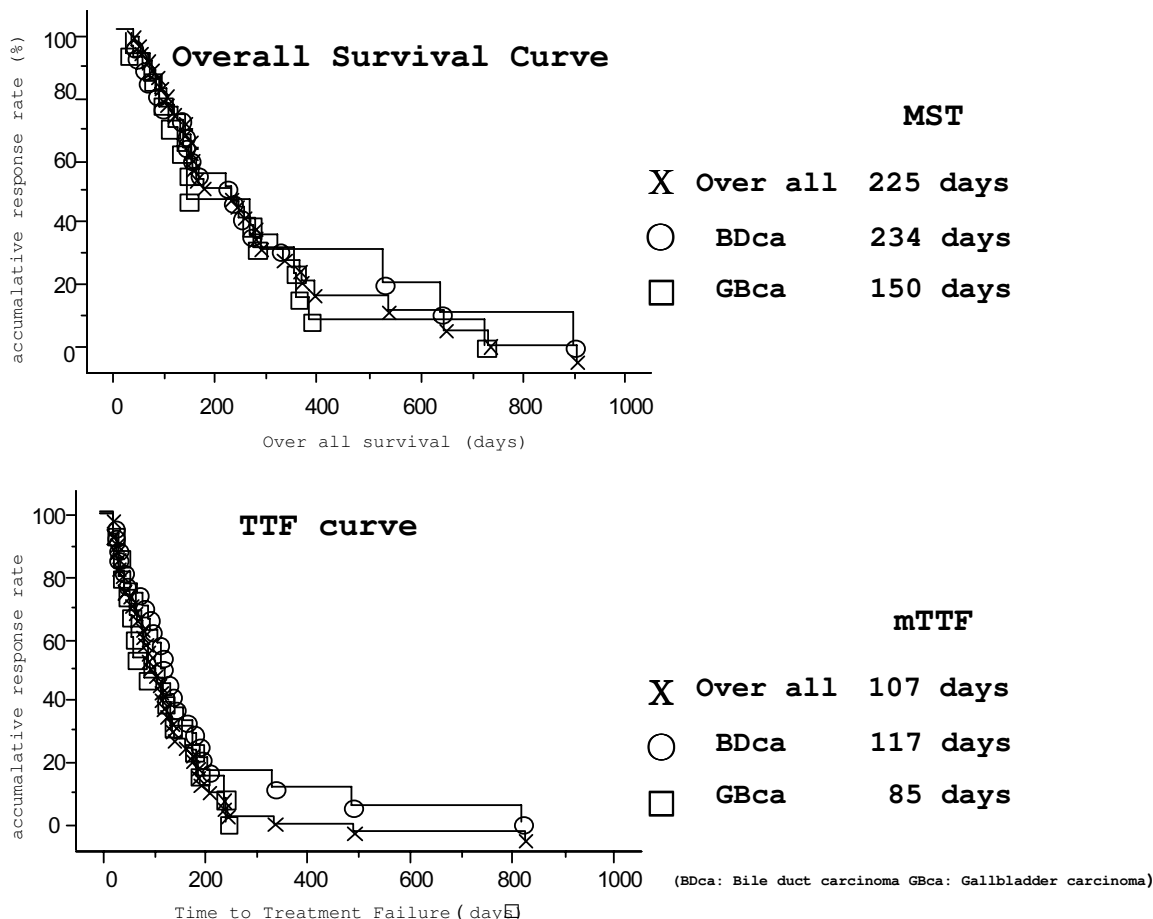 Overall Survival Curve
accumalative response rate (%)
100
80
60
40
20
0
0 200 400 600 800 1000
Over all survival (days)
MST
X Over all 225 days
BDca 234 days
GBca 150 days
TTF curve
accumalative response rate
100
80
60
40
20
0
0 200 400 600 800
Time to Treatment Failure ( days)
mTTF
X Over all 107 days
BDca 117 days
GBca 85 days
(BDca: Bile duct carcinoma GBca: Gallbladder carcinoma)